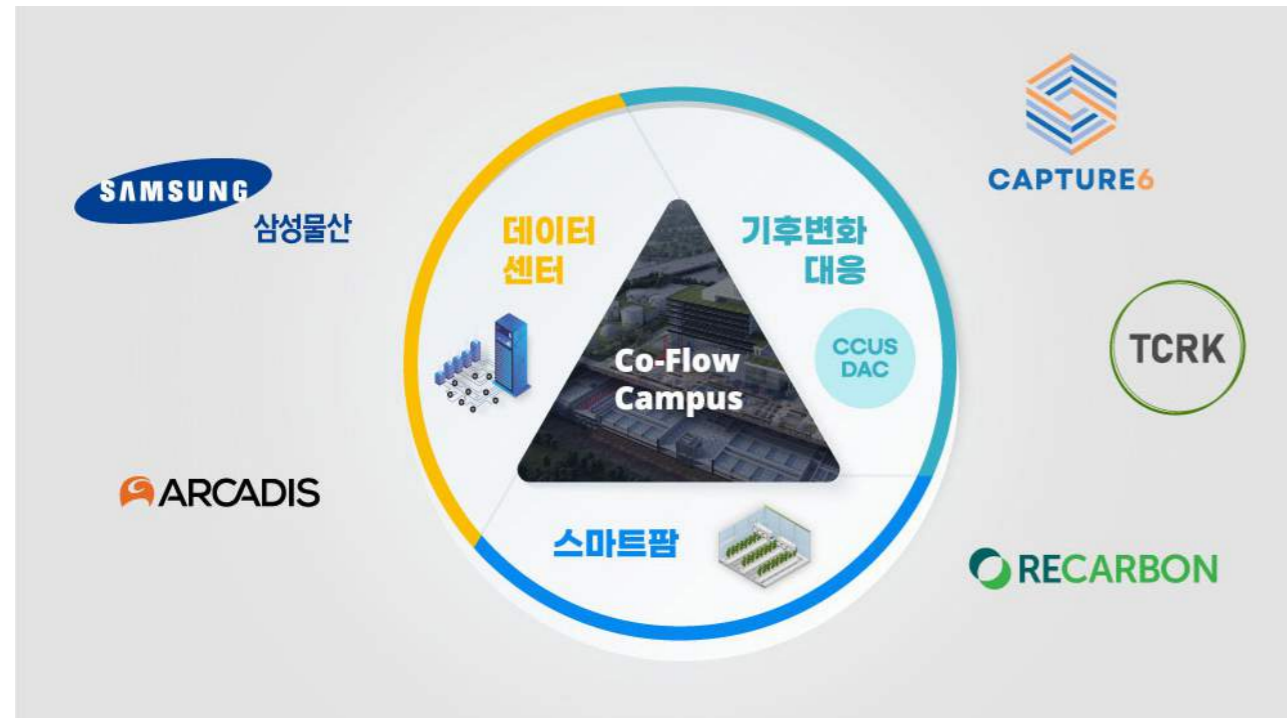 SAMSUNG
삼성물산
ARCADIS
데이터
센터
기후변화
대응
CCUS
DAC
Co-Flow
Campus
스마트팜
CAPTURE6
TCRK
RECARBON